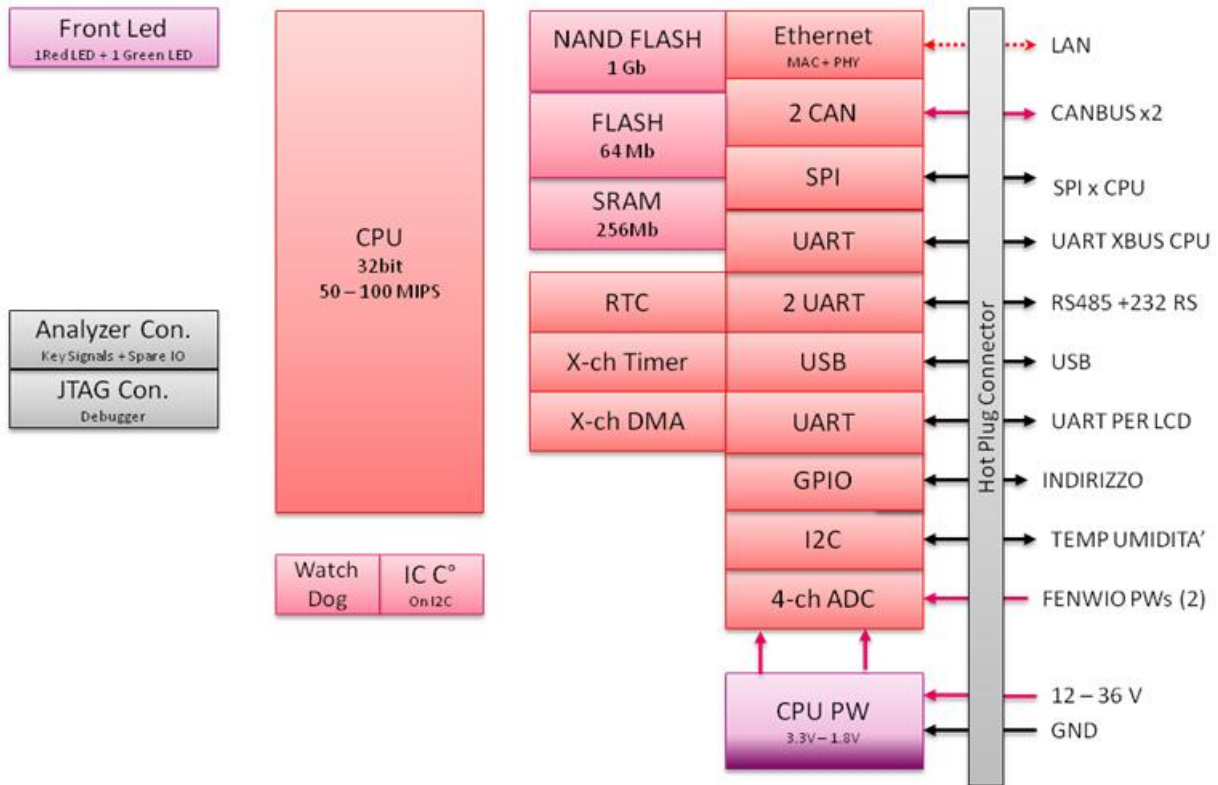 Front Led
1Red LED + 1 Green LED
Analyzer Con.
Key Signals + Spare IO
JTAG Con.
Debugger
CPU
32bit
50 – 100 MIPS
Watch
Dog
IC C°
On I2C
NAND FLASH
1 Gb
FLASH
64 Mb
SRAM
256Mb
RTC
X-ch Timer
X-ch DMA
Ethernet
MAC + PHY
2 CAN
SPI
UART
2 UART
USB
UART
GPIO
I2C
4-ch ADC
CPU PW
3.3V – 1.8V
Hot Plug Connector
LAN
CANBUS x2
SPI x CPU
UART XBUS CPU
RS485 +232 RS
USB
UART PER LCD
INDIRIZZO
TEMP UMIDITA’
FENWIO PWs (2)
12 – 36 V
GND